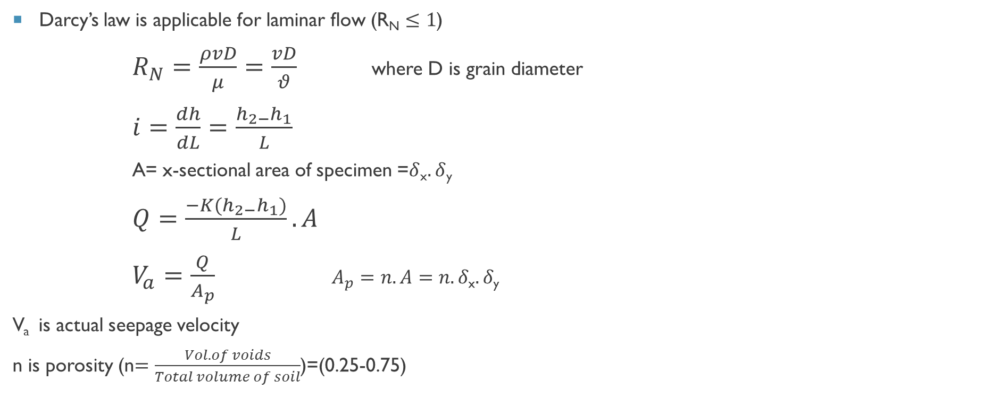 ▪ Darcy's law is applicable for laminar flow (R_N ≤ 1)
R_N = ρvD/μ = vD/ϑ where D is grain diameter
i = dh/dL = h₂₋h₁/L
A= x-sectional area of specimen =δ_x. δ_y
Q = −K(h₂₋h₁)/L . A
V_a = Q/A_p A_p = n. A = n. δ_x. δ_y
V_a is actual seepage velocity
n is porosity (n= Vol.of voids/Total volume of soil)=(0.25-0.75)